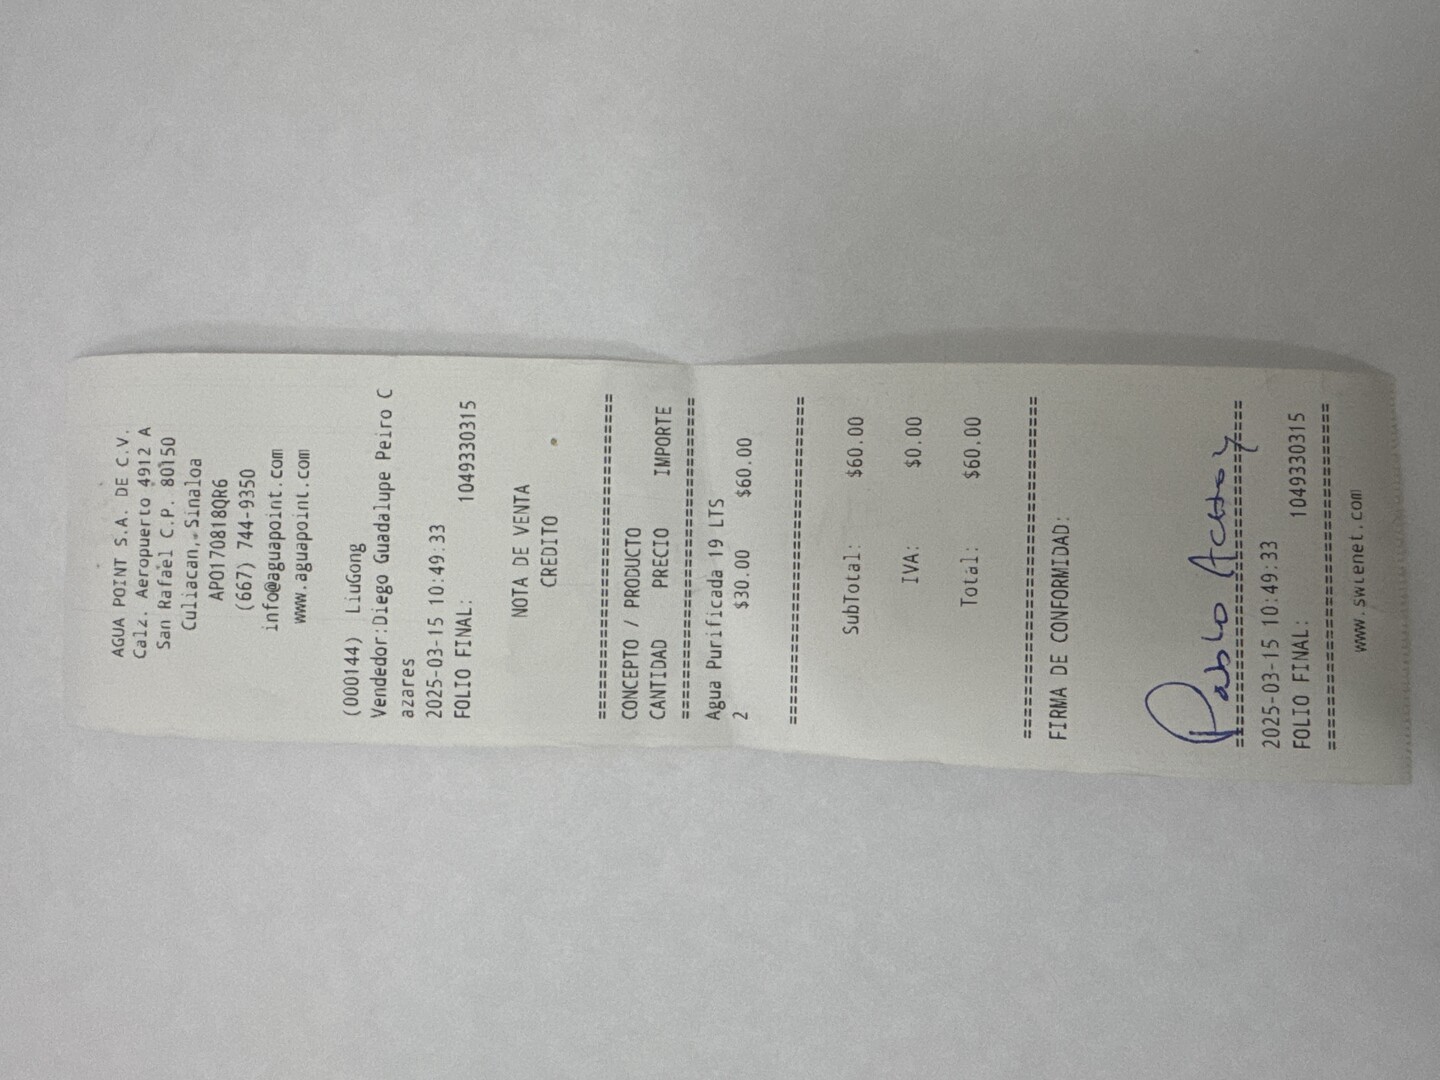 AGUA POINT S.A. DE C.V.
Calz. Aeropuerto 4912 A
San Rafael C.P. 80150
Culiacan, Sinaloa
APO170818QR6
(667) 744-9350
info@aguapoint.com
www.aguapoint.com
(000144) LiuGong
Vendedor:Diego Guadalupe Peiro C
azares
2025-03-15 10:49:33
FOLIO FINAL: 1049330315
NOTA DE VENTA
CREDITO
================================
CONCEPTO / PRODUCTO
CANTIDAD PRECIO IMPORTE
================================
Agua Purificada 19 LTS
2 $30.00 $60.00
================================
SubTotal: $60.00
IVA: $0.00
Total: $60.00
================================
FIRMA DE CONFORMIDAD:
Pablo
================================
2025-03-15 10:49:33
FOLIO FINAL: 1049330315
================================
www.swienet.com